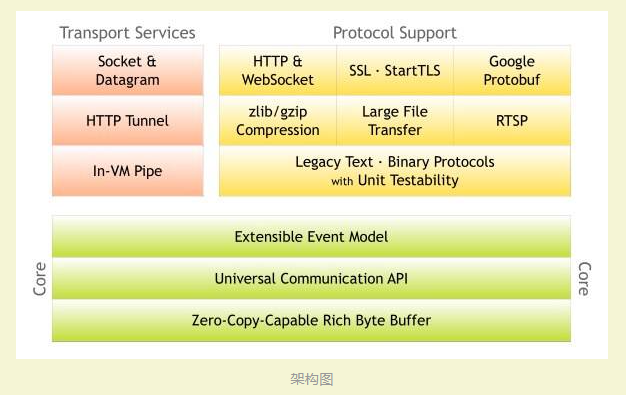 Transport Services
Protocol Support
Socket &
Datagram
HTTP &
WebSocket
SSL · StartTLS
Google
Protobuf
HTTP Tunnel
zlib/gzip
Compression
Large File
Transfer
RTSP
In-VM Pipe
Legacy Text · Binary Protocols
with Unit Testability
Core
Extensible Event Model
Universal Communication API
Zero-Copy-Capable Rich Byte Buffer
Core
架构图